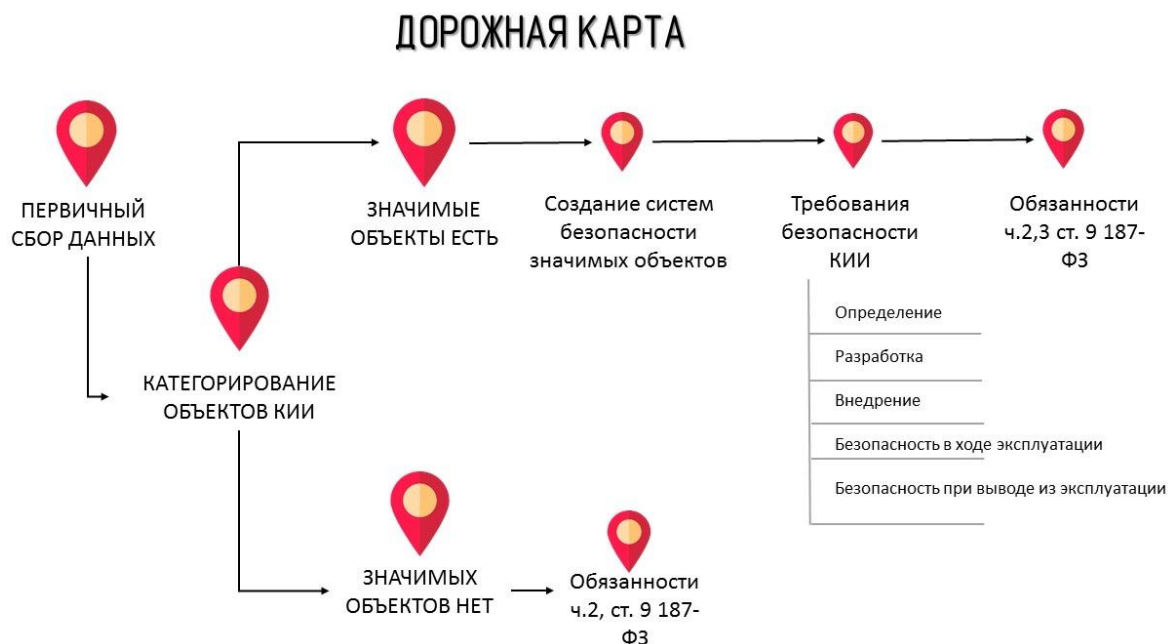 ДОРОЖНАЯ КАРТА
ПЕРВИЧНЫЙ
СБОР ДАННЫХ
КАТЕГОРИРОВАНИЕ
ОБЪЕКТОВ КИИ
ЗНАЧИМЫЕ
ОБЪЕКТЫ ЕСТЬ
Создание систем
безопасности
значимых объектов
Требования
безопасности
КИИ
Определение
Разработка
Внедрение
Безопасность в ходе эксплуатации
Безопасность при выводе из эксплуатации
Обязанности
ч.2,3 ст. 9 187-
ФЗ
ЗНАЧИМЫХ
ОБЪЕКТОВ НЕТ
Обязанности
ч.2, ст. 9 187-
ФЗ